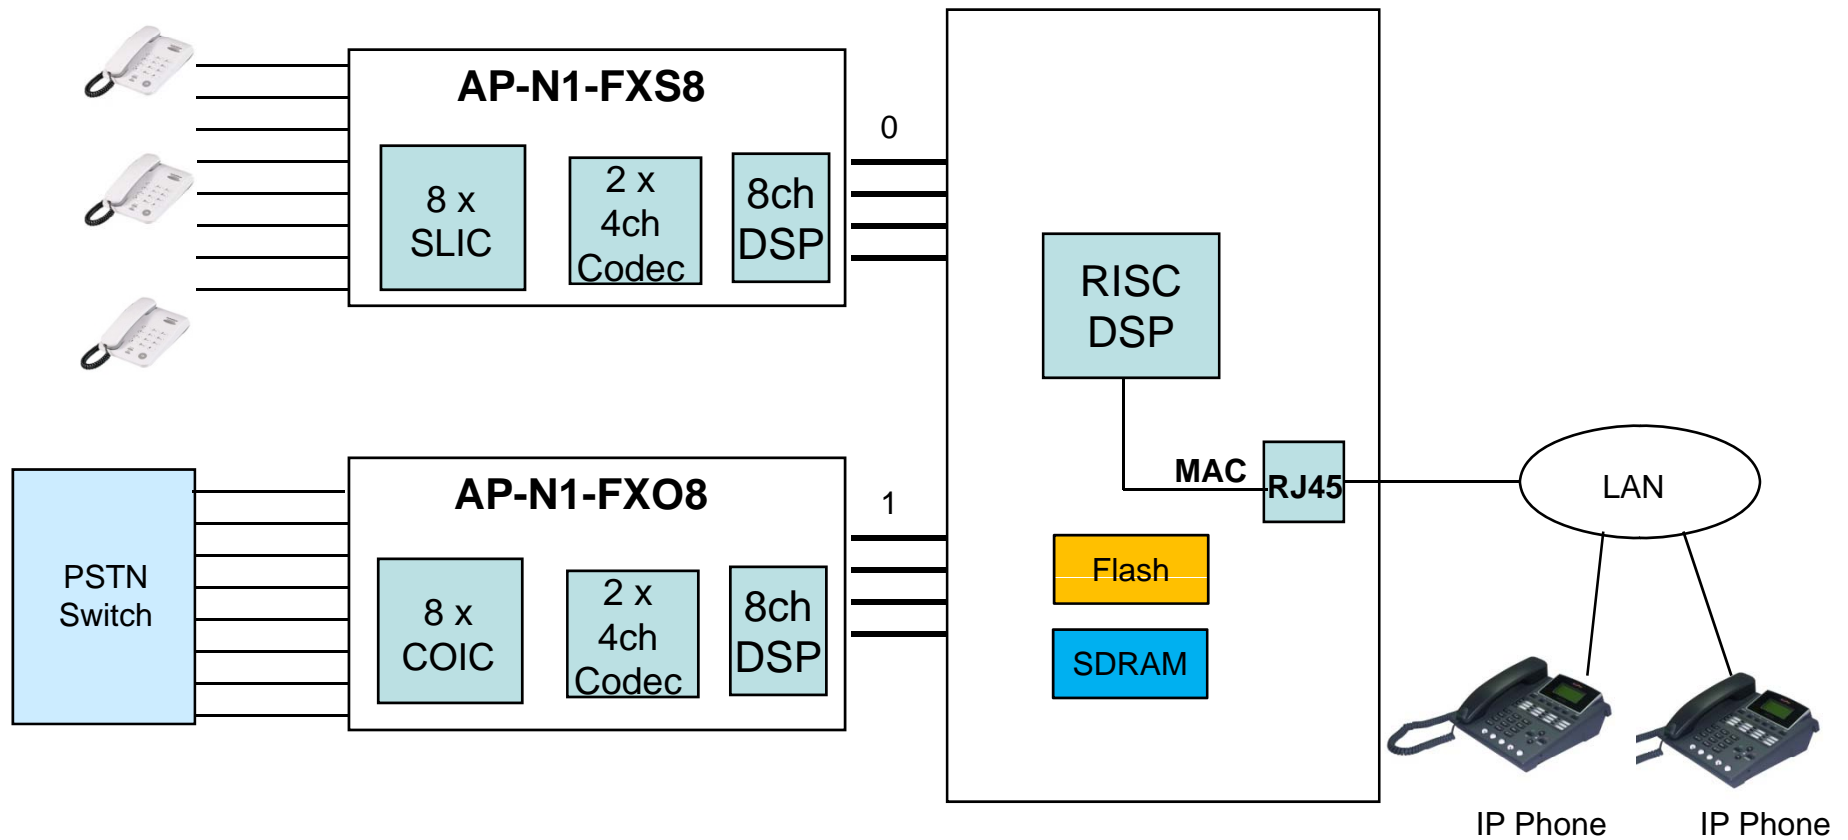 AP-N1-FXS8
8 x
SLIC
2 x
4ch
Codec
8ch
DSP
0
RISC
DSP
MAC
RJ45
LAN
PSTN
Switch
AP-N1-FXO8
8 x
COIC
2 x
4ch
Codec
8ch
DSP
1
Flash
SDRAM
IP Phone
IP Phone